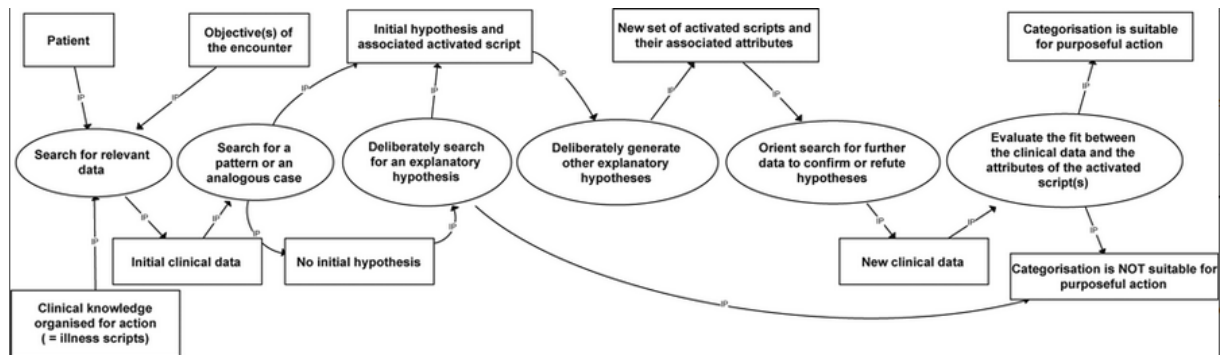 Patient
Objective(s) of
the encounter
Initial hypothesis and
associated activated script
New set of activated scripts and
their associated attributes
Categorisation is suitable
for purposeful action
IP
IP
IP
IP
IP
IP
IP
IP
Search for relevant
data
Search for a
pattern or an
analogous case
Deliberately search
for an explanatory
hypothesis
Deliberately generate
other explanatory
hypotheses
Orient search for further
data to confirm or refute
hypotheses
Evaluate the fit between
the clinical data and the
attributes of the activated
script(s)
IP
IP
IP
IP
IP
IP
IP
IP
IP
Initial clinical data
No initial hypothesis
New clinical data
Categorisation is NOT suitable for
purposeful action
IP
Clinical knowledge
organised for action
( = illness scripts)